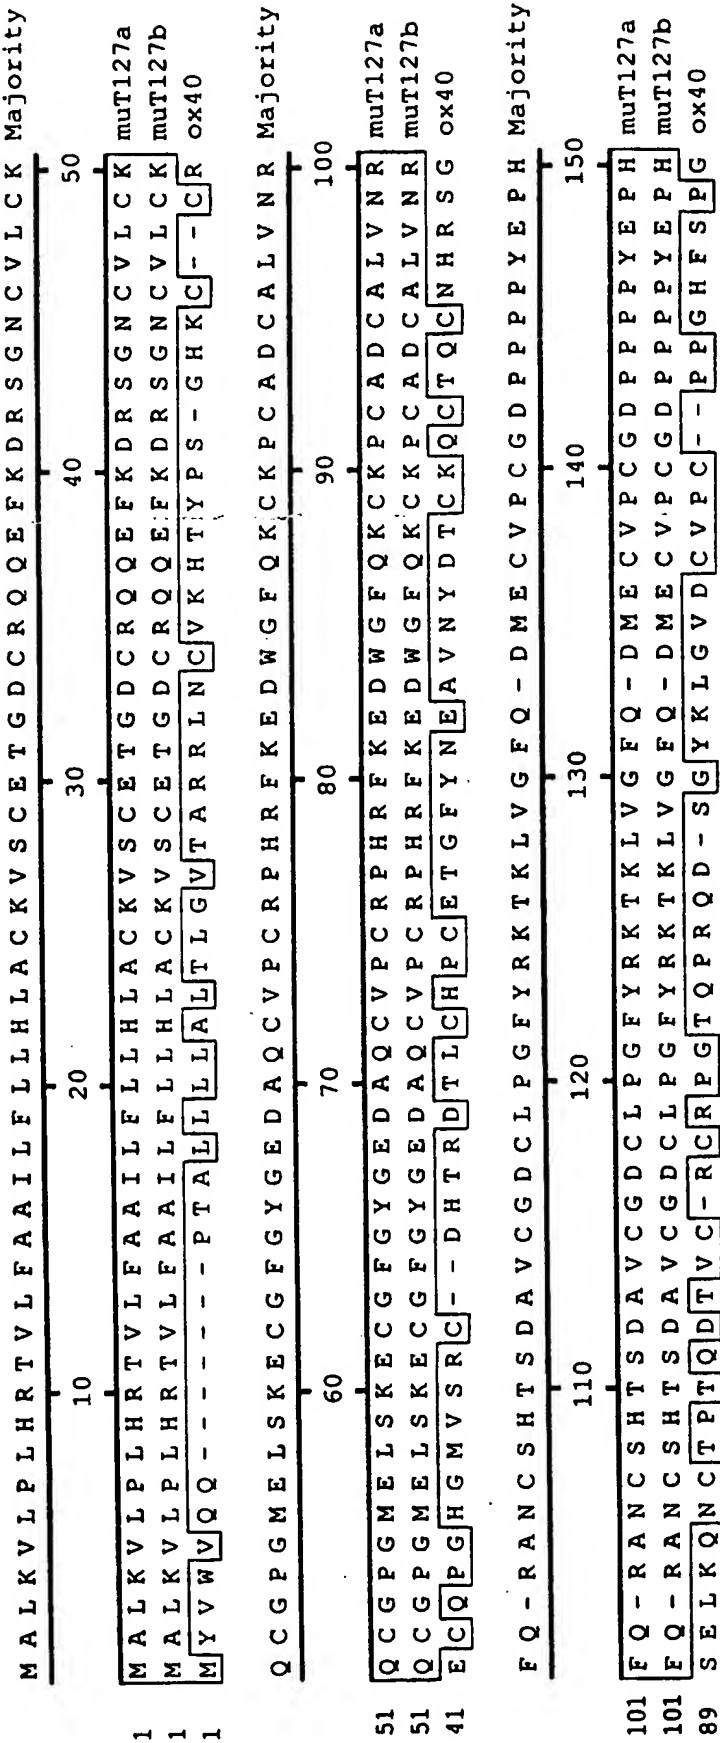 Majority M A L K V L P L H R T V L F A A I L F L L H L A C K V S C E T G D C R Q Q E F K D R S G N C V L C K
10 20 30 40 50
1 M A L K V L P L H R T V L F A A I L F L L H L A C K V S C E T G D C R Q Q E F K D R S G N C V L C K muT127a
1 M A L K V L P L H R T V L F A A I L F L L H L A C K V S C E T G D C R Q Q E F K D R S G N C V L C K muT127b
1 M Y V W V Q Q - - - - - - - P T A L L L L A L T L G V T A R R L N C V K H T Y P S - G H K C - - C R ox40
Q C G P G M E L S K E C G F G Y G E D A Q C V P C R P H R F K E D W G F Q K C K P C A D C A L V N R Majority
60 70 80 90 100
51 Q C G P G M E L S K E C G F G Y G E D A Q C V P C R P H R F K E D W G F Q K C K P C A D C A L V N R muT127a
51 Q C G P G M E L S K E C G F G Y G E D A Q C V P C R P H R F K E D W G F Q K C K P C A D C A L V N R muT127b
41 E C Q P G H G M V S R C - - D H T R D T L C H P C E T G F Y N E A V N Y D T C K Q C T Q C N H R S G ox40
F Q - R A N C S H T S D A V C G D C L P G F Y R K T K L V G F Q - D M E C V P C G D P P P P Y E P H Majority
110 120 130 140 150
101 F Q - R A N C S H T S D A V C G D C L P G F Y R K T K L V G F Q - D M E C V P C G D P P P P Y E P H muT127a
101 F Q - R A N C S H T S D A V C G D C L P G F Y R K T K L V G F Q - D M E C V P C G D P P P P Y E P H muT127b
89 S E L K Q N C T P T Q D T V C - R C R P G T Q P R Q D - S G Y K L G V D C V P C - - P P G H F S P G ox40